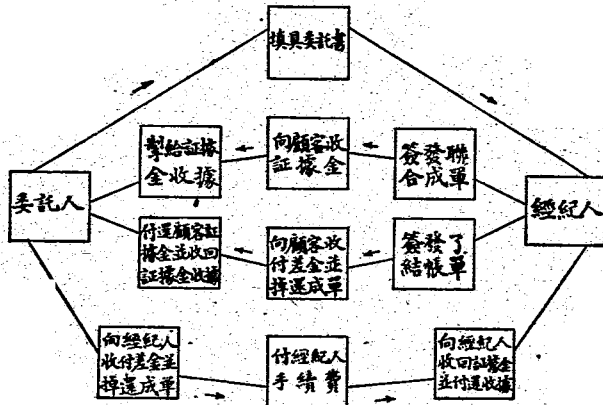 填具委託書
掣給証據
金收據
向顧客收
証據金
簽發聯
合成單
委託人
經紀人
付還顧客証
據金並收回
証據金收據
向顧客收
付差金並
掉還成單
簽發了
結帳單
向經紀人
收付差金並
掉還成單
付經紀人
手續費
向經紀人
收回証據金
並付還收據